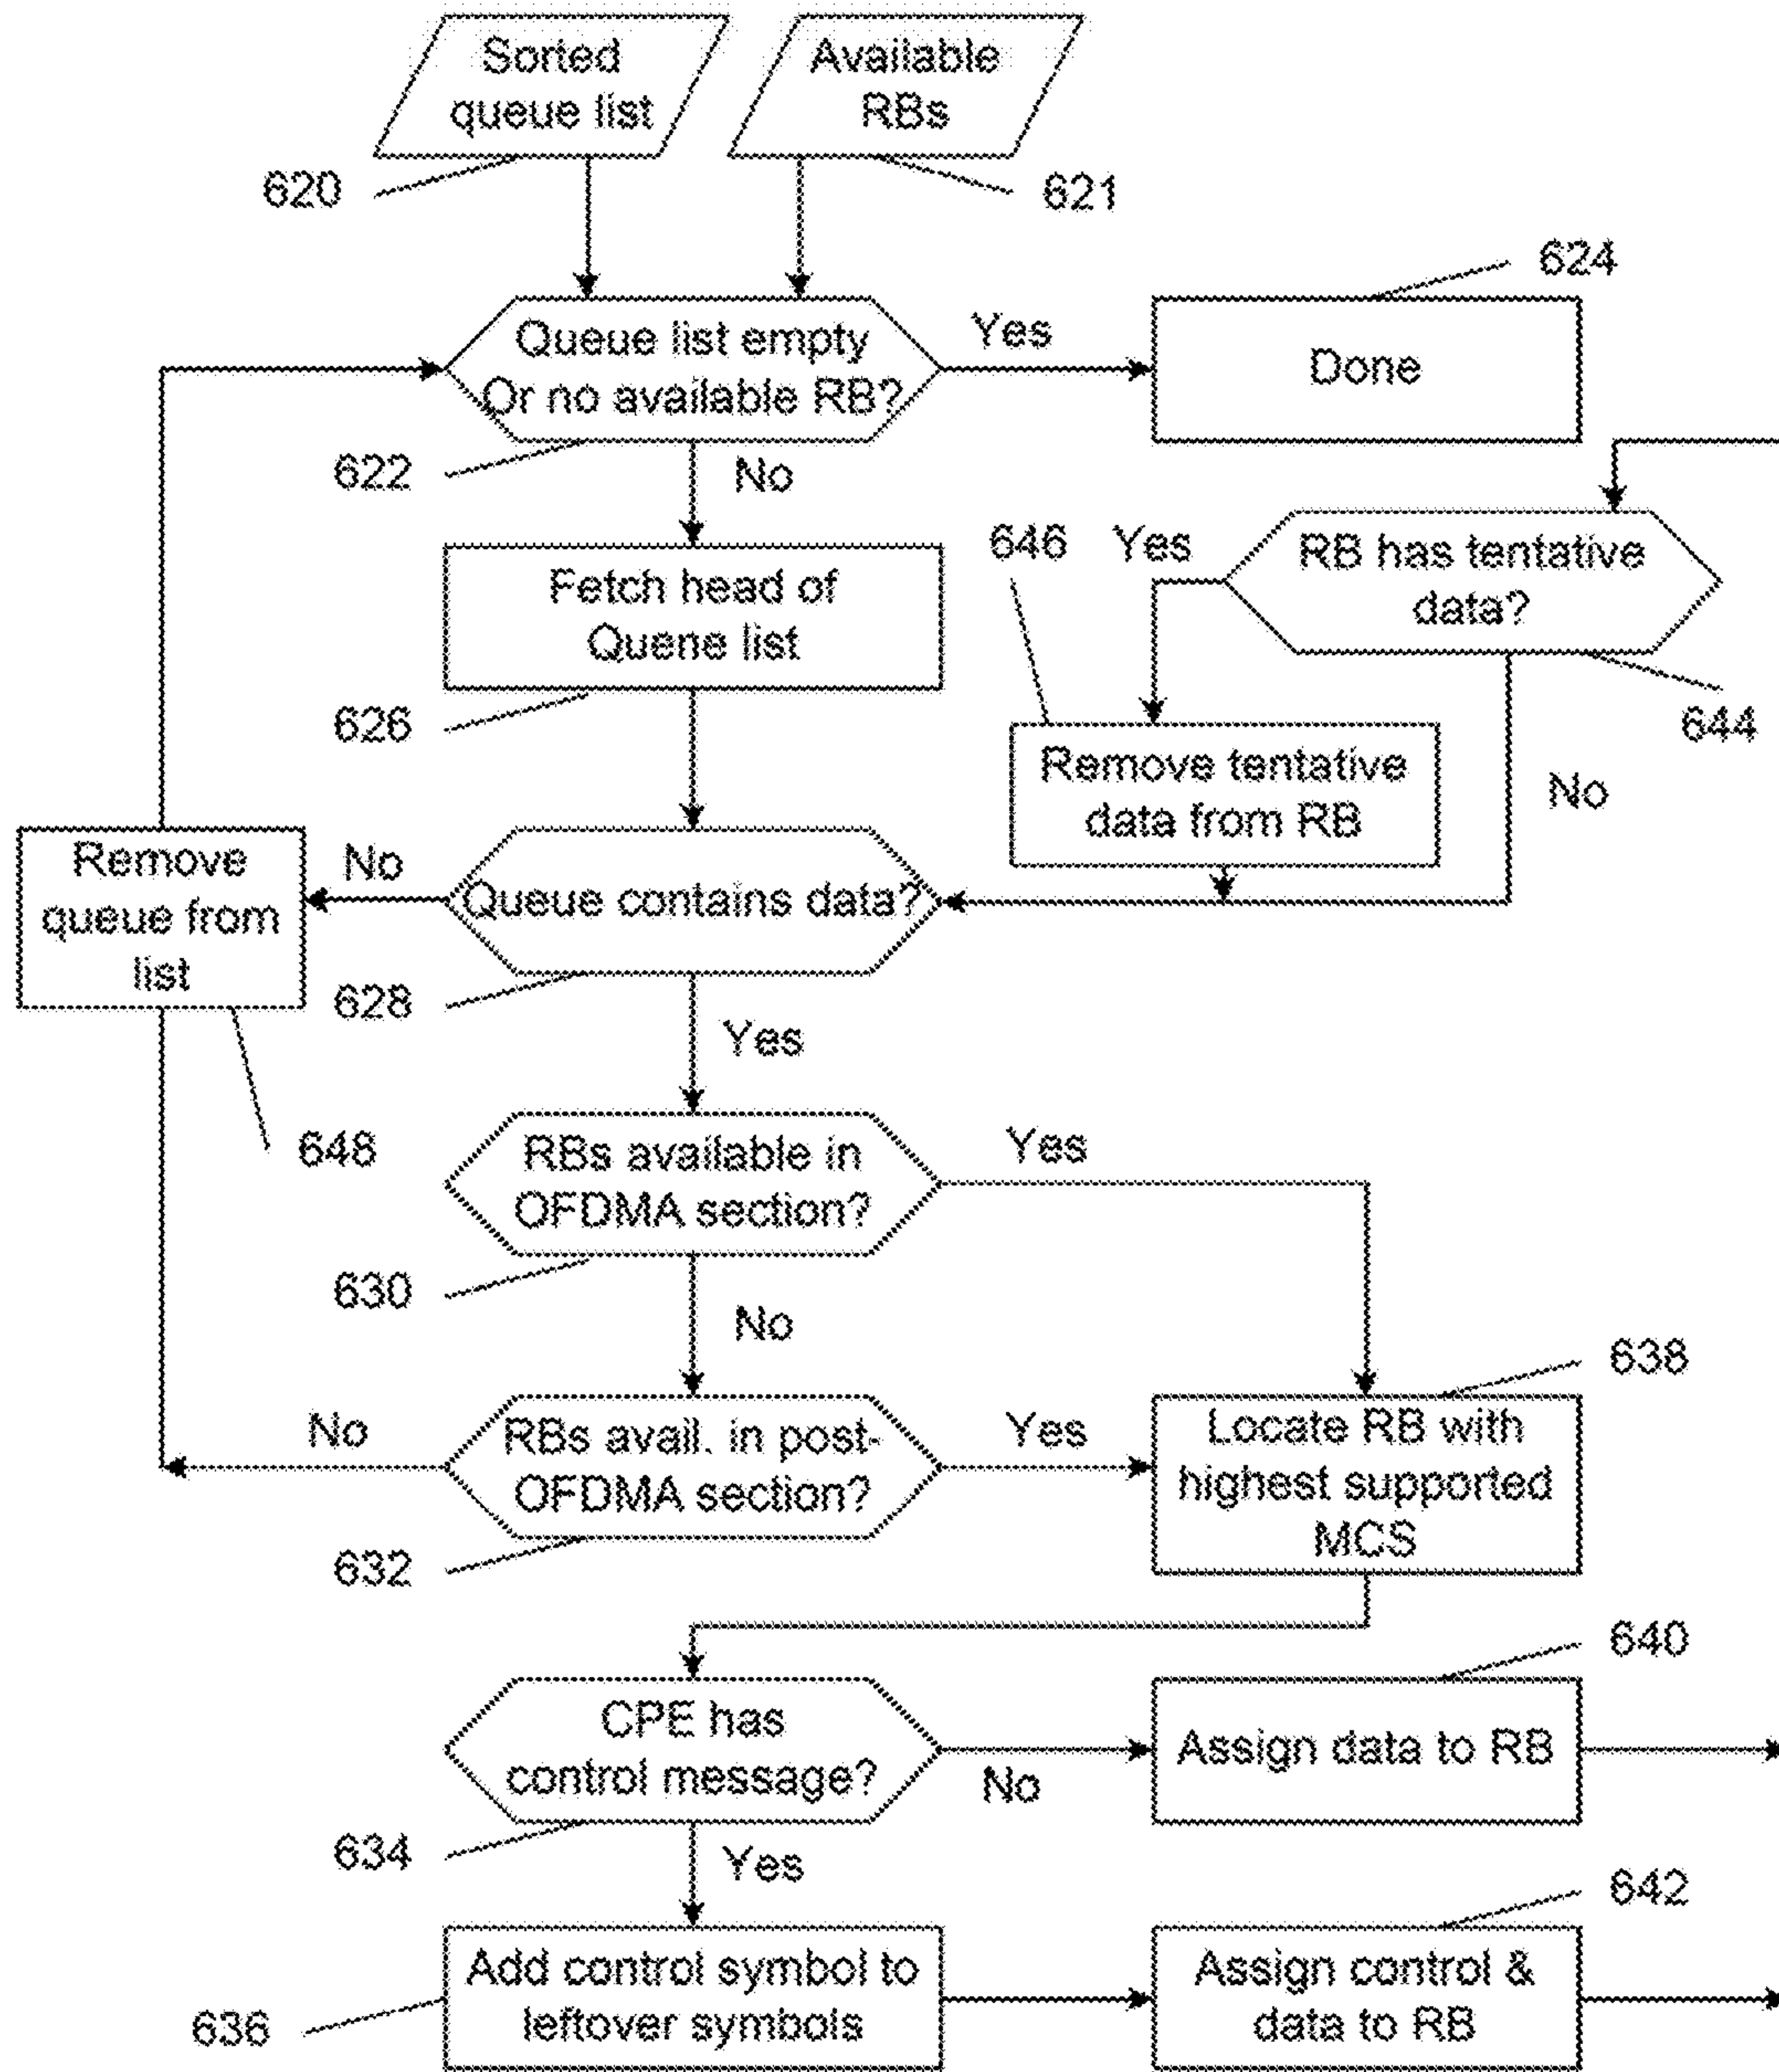 Sorted
queue list
Available
RBs
620
621
624
Queue list empty
Or no available RB?
Yes
Done
622
No
646
Yes
RB has tentative
data?
Fetch head of
Quene list
626
644
Remove tentative
data from RB
No
Remove
queue from
list
No
Queue contains data?
628
Yes
648
RBs available in
OFDMA section?
Yes
630
No
638
No
RBs avail. in post-
OFDMA section?
Yes
Locate RB with
highest supported
MCS
632
640
CPE has
control message?
No
Assign data to RB
634
Yes
642
Add control symbol to
leftover symbols
Assign control &
data to RB
636